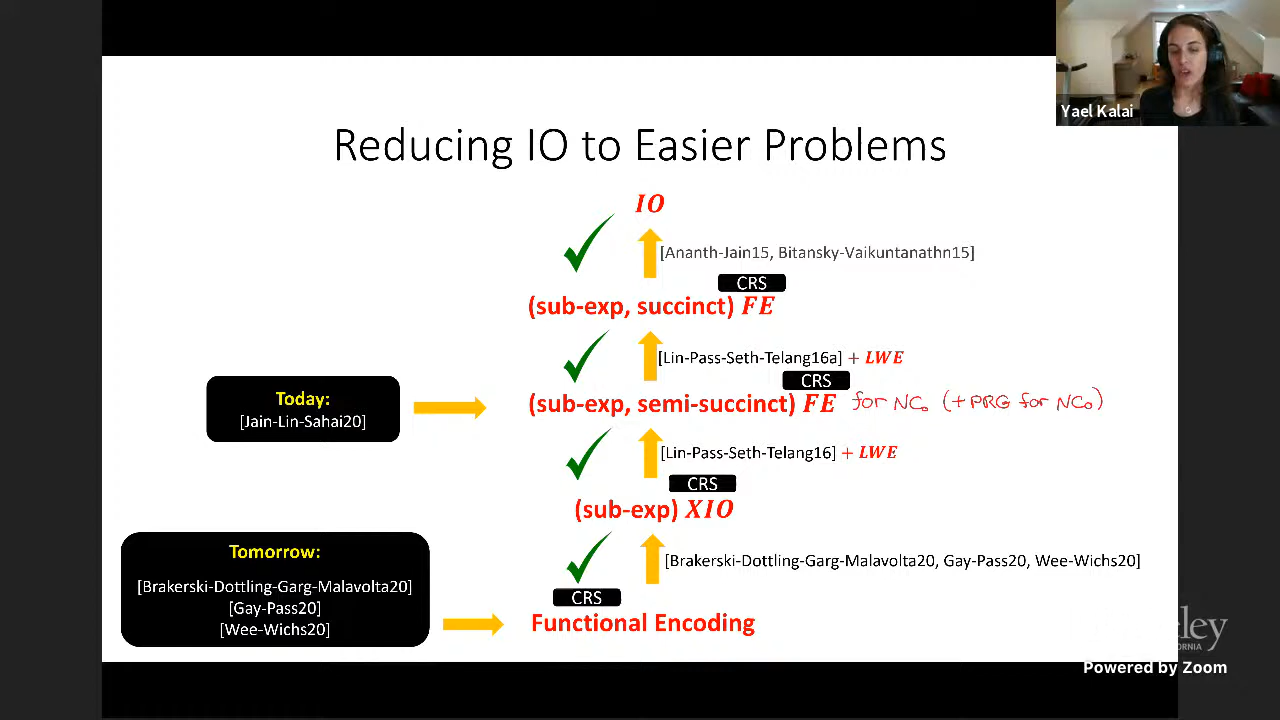 Yael Kalai
Reducing IO to Easier Problems
IO
[Ananth-Jain15, Bitansky-Vaikuntanathn15]
CRS
(sub-exp, succinct) FE
[Lin-Pass-Seth-Telang16a] + LWE
CRS
Today:
[Jain-Lin-Sahai20]
(sub-exp, semi-succinct) FE for NC₀ (+PRG for NC₀)
[Lin-Pass-Seth-Telang16] + LWE
CRS
(sub-exp) XIO
Tomorrow:
[Brakerski-Dottling-Garg-Malavolta20]
[Gay-Pass20]
[Wee-Wichs20]
[Brakerski-Dottling-Garg-Malavolta20, Gay-Pass20, Wee-Wichs20]
CRS
Functional Encoding
Powered by Zoom